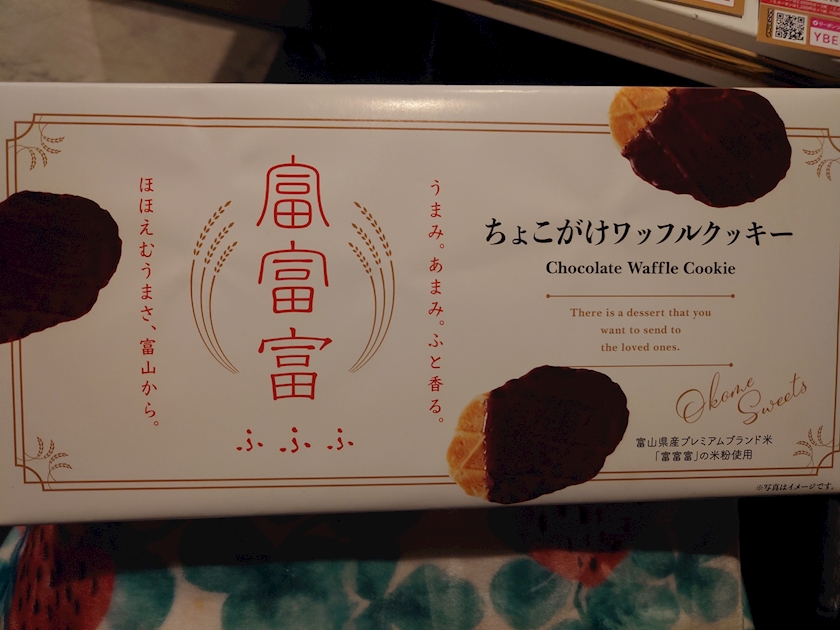 YBE
うまみ。あまみ。ふと香る。
富富富
ふふふ
ほほえむうまさ、富山から。
ちょこがけワッフルクッキー
Chocolate Waffle Cookie
There is a dessert that you
want to send to
the loved ones.
Okome
Sweets
富山県産プレミアムブランド米
「富富富」の米粉使用
※写真はイメージです。